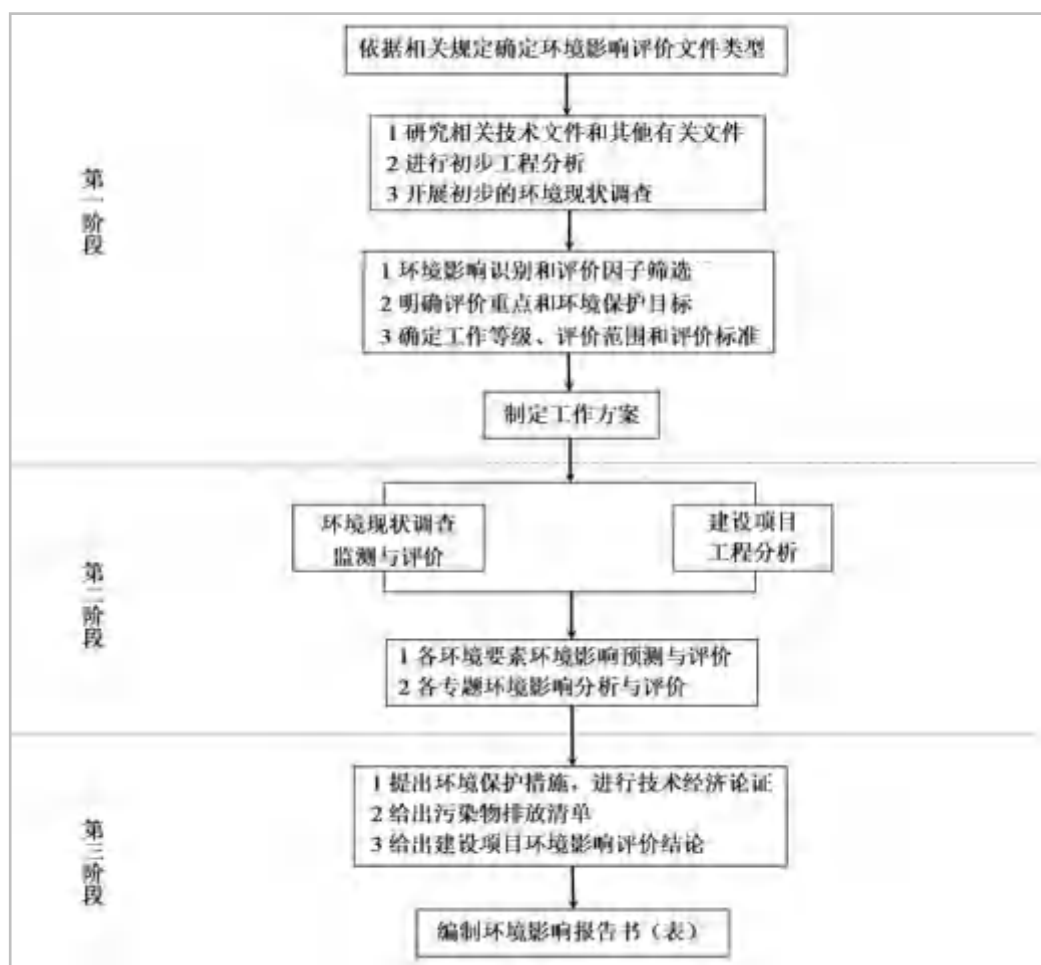 依据相关规定确定环境影响评价文件类型
1 研究相关技术文件和其他有关文件
2 进行初步工程分析
3 开展初步的环境现状调查
第一阶段
1 环境影响识别和评价因子筛选
2 明确评价重点和环境保护目标
3 确定工作等级、评价范围和评价标准
制定工作方案
环境现状调查
监测与评价
建设项目
工程分析
第二阶段
1 各环境要素环境影响预测与评价
2 各专题环境影响分析与评价
1 提出环境保护措施，进行技术经济论证
2 给出污染物排放清单
3 给出建设项目环境影响评价结论
第三阶段
编制环境影响报告书（表）